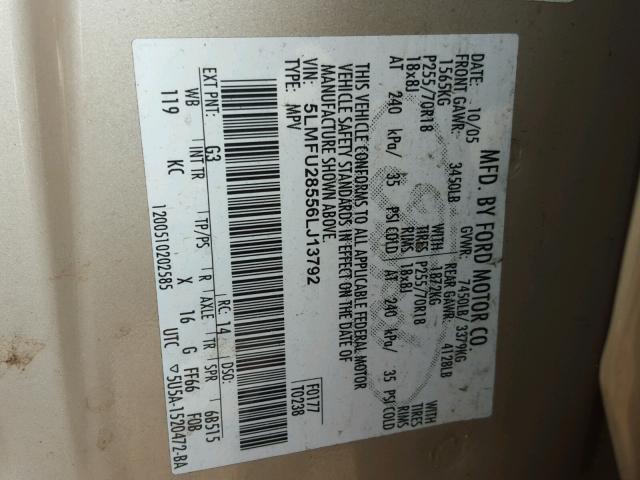 MFD. BY FORD MOTOR CO.
DATE: 10/05 GVWR: 7450LB/ 3379KG
FRONT GAWR: 3450LB REAR GAWR: 4128LB
1565KG WITH 1872KG WITH
P255/70R18 TIRES P255/70R18 TIRES
18x8J RIMS 18x8J RIMS
AT 240 kPa/ 35 PSI COLD AT 240 kPa/ 35 PSI COLD
THIS VEHICLE CONFORMS TO ALL APPLICABLE FEDERAL MOTOR
VEHICLE SAFETY STANDARDS IN EFFECT ON THE DATE OF
MANUFACTURE SHOWN ABOVE.
VIN: 5LMFU28556LJ13792 F0177
TYPE: MPV T0238
EXT PNT: G3 RC: 14 DSO:
WB INT TR TP/PS R AXLE TR SPR 6B515
119 KC X 16 G FF66 FDB
1200510202585 UTC ▽5U5A-1520472-BA